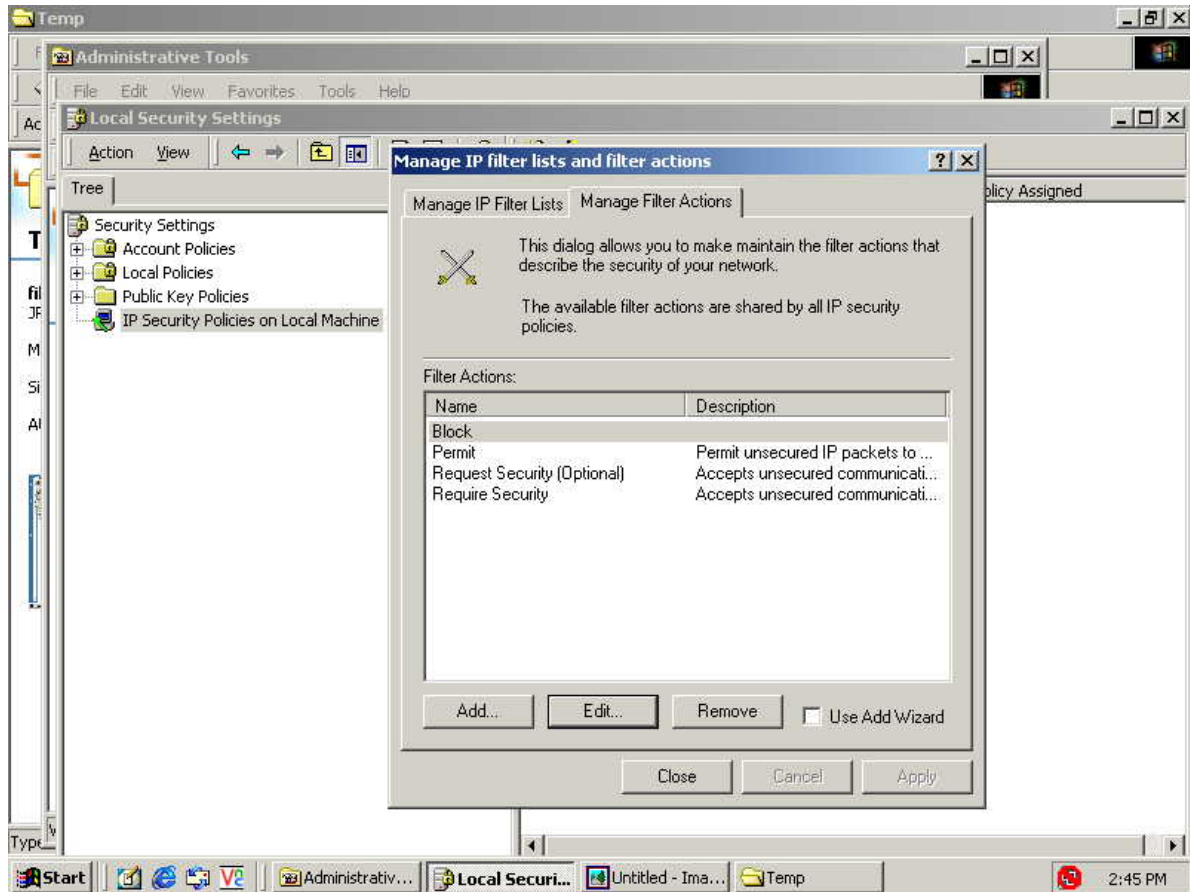 Temp
Administrative Tools
File Edit View Favorites Tools Help
Local Security Settings
Action View
Tree
Security Settings
Account Policies
Local Policies
Public Key Policies
IP Security Policies on Local Machine
Manage IP filter lists and filter actions
olicy Assigned
Manage IP Filter Lists Manage Filter Actions
This dialog allows you to make maintain the filter actions that
describe the security of your network.
The available filter actions are shared by all IP security
policies.
Filter Actions:
Name Description
Block
Permit Permit unsecured IP packets to ...
Request Security (Optional) Accepts unsecured communicati...
Require Security Accepts unsecured communicati...
Add... Edit... Remove Use Add Wizard
Close Cancel Apply
Type
Start Administrativ... Local Securi... Untitled - Ima... Temp 2:45 PM